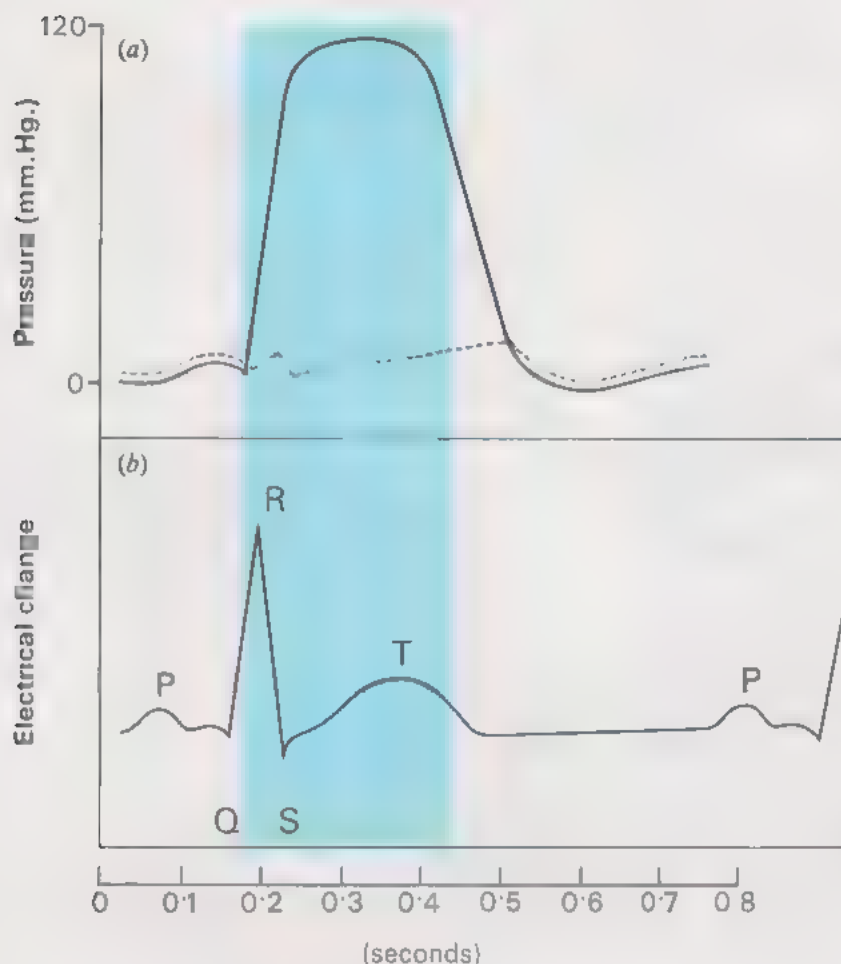 120
(a)
Pressure (mm.Hg.)
0
(b)
Electrical change
R
P
T
P
Q S
0 0·1 0·2 0·3 0·4 0·5 0·6 0·7 0 8
(seconds)